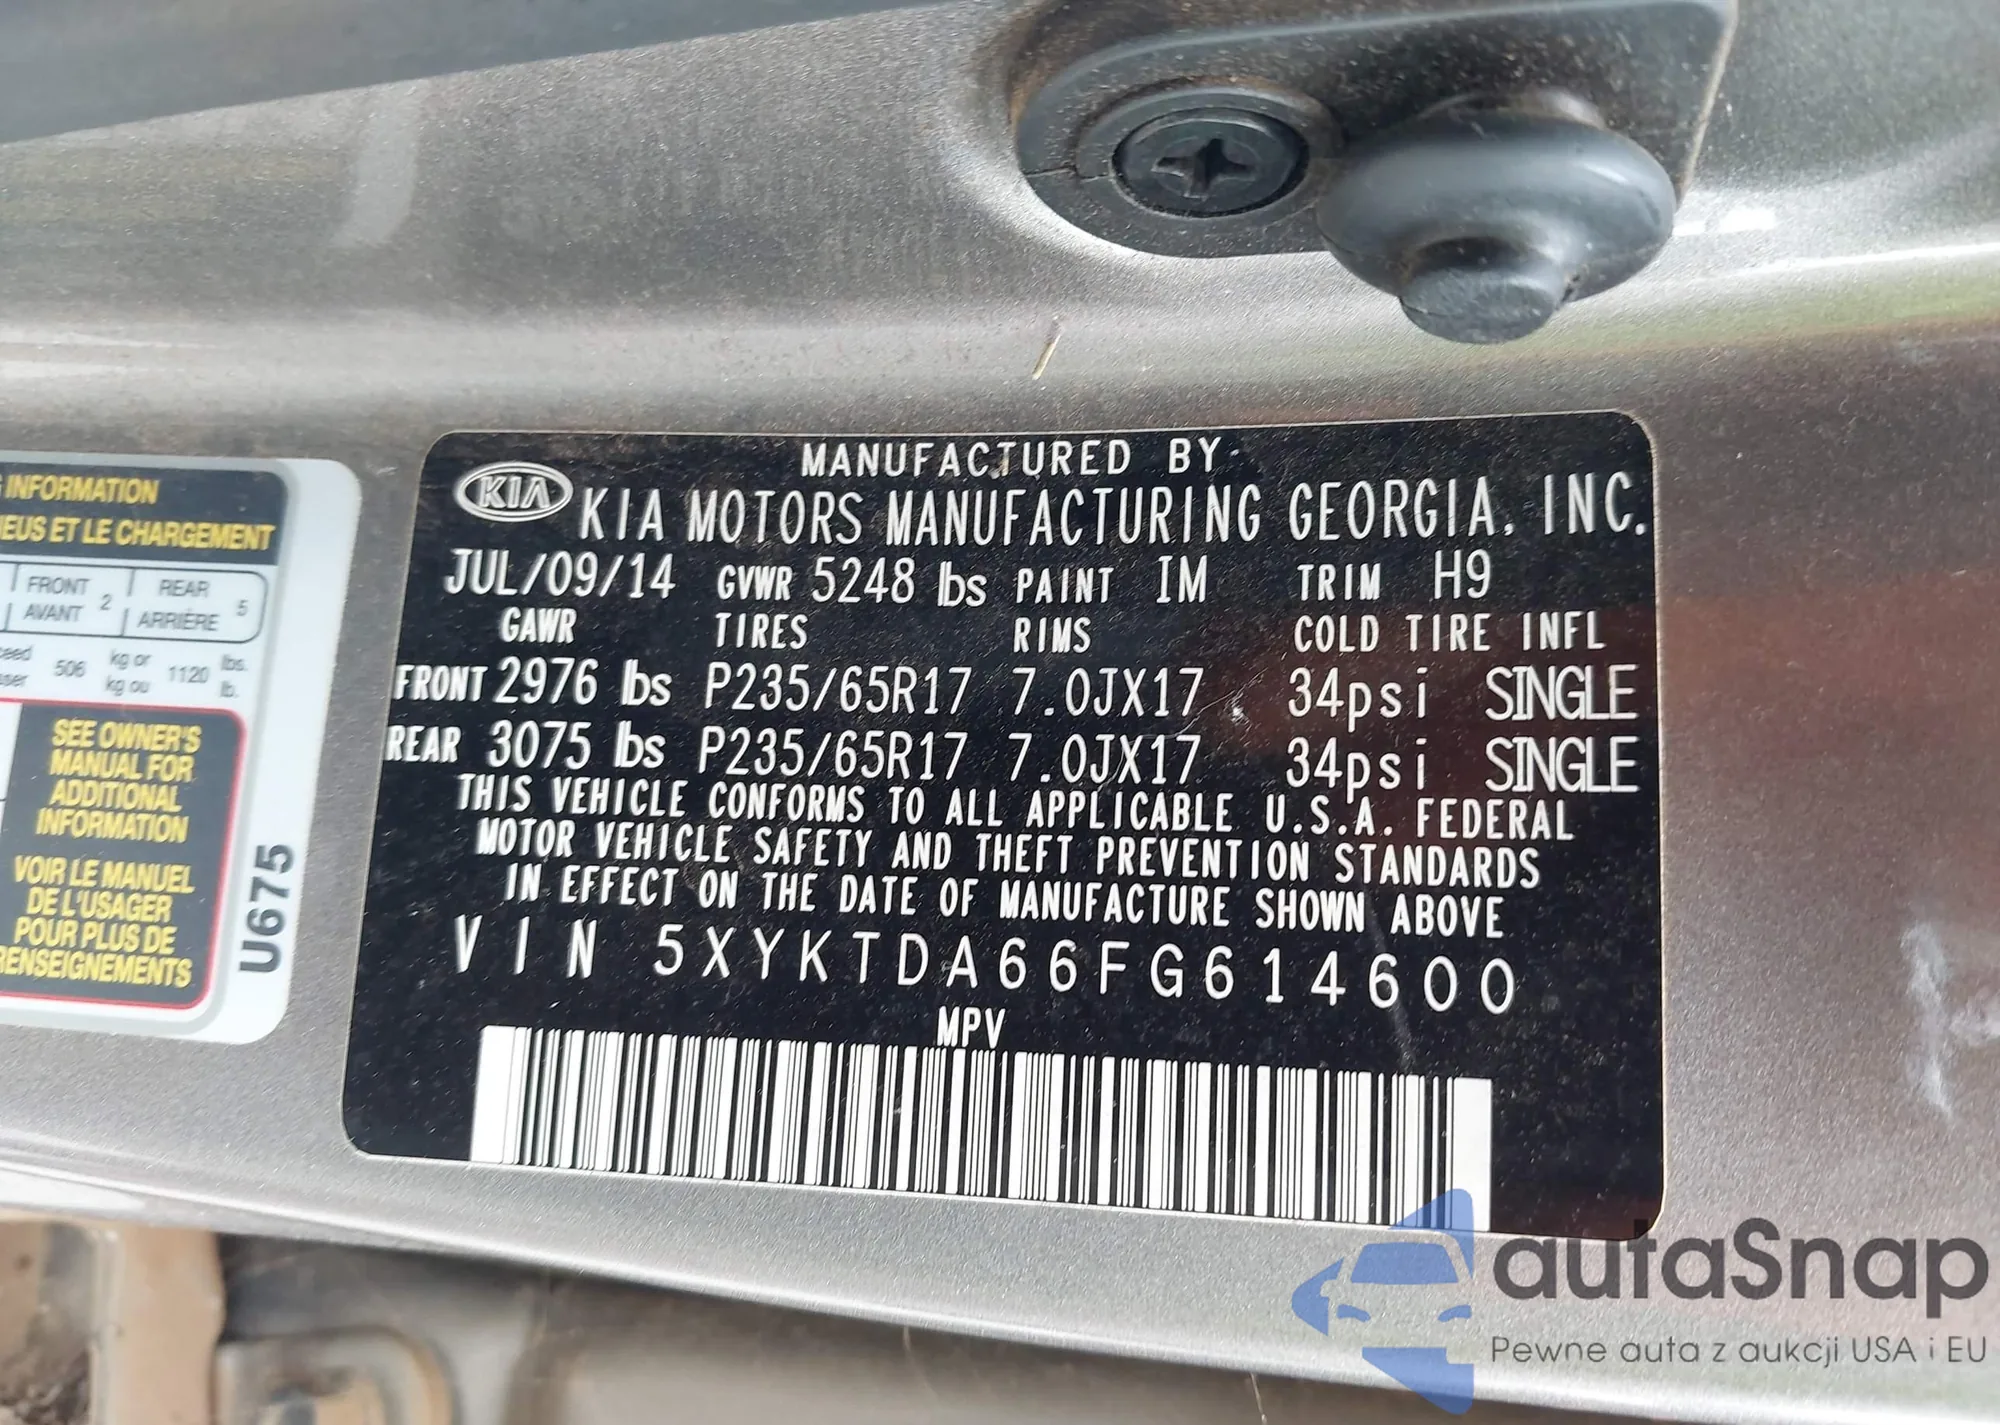 INFORMATION
ET LE CHARGEMENT
FRONT
AVANT 2
REAR
ARRIÈRE 5
506 kg or
kg ou 1120 lbs.
lb.
SEE OWNER'S
MANUAL FOR
ADDITIONAL
INFORMATION
VOIR LE MANUEL
DE L'USAGER
POUR PLUS DE
RENSEIGNEMENTS
U675
MANUFACTURED BY
KIA KIA MOTORS MANUFACTURING GEORGIA, INC.
JUL/09/14 GVWR 5248 lbs PAINT IM TRIM H9
GAWR TIRES RIMS COLD TIRE INFL
FRONT 2976 lbs P235/65R17 7.0JX17 34psi SINGLE
REAR 3075 lbs P235/65R17 7.0JX17 34psi SINGLE
THIS VEHICLE CONFORMS TO ALL APPLICABLE U.S.A. FEDERAL
MOTOR VEHICLE SAFETY AND THEFT PREVENTION STANDARDS
IN EFFECT ON THE DATE OF MANUFACTURE SHOWN ABOVE
VIN 5XYKTDA66FG614600
MPV
autaSnap
Pewne auta z aukcji USA i EU